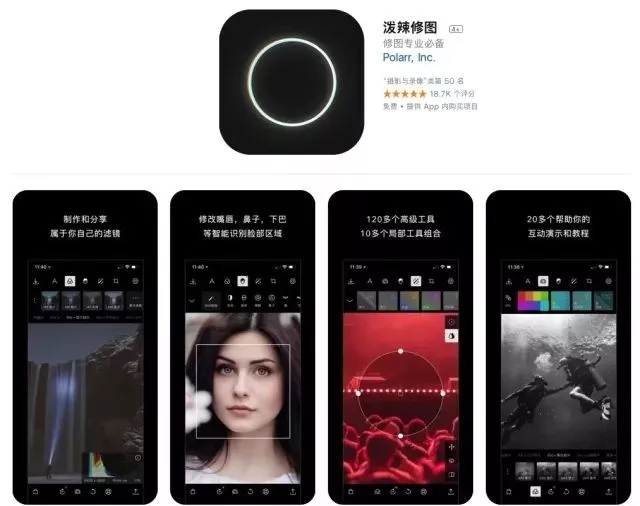 泼辣修图 4+
修图专业必备
Polarr, Inc.
"摄影与录像"类第 50 名
★★★★★ 18.7K 个评分
免费・提供 App 内购买项目
制作和分享
属于你自己的滤镜
修改嘴唇,鼻子,下巴
等智能识别脸部区域
120多个高级工具
10多个局部工具组合
20多个帮助你的
互动演示和教程
11:40
11:40
11:39
11:38